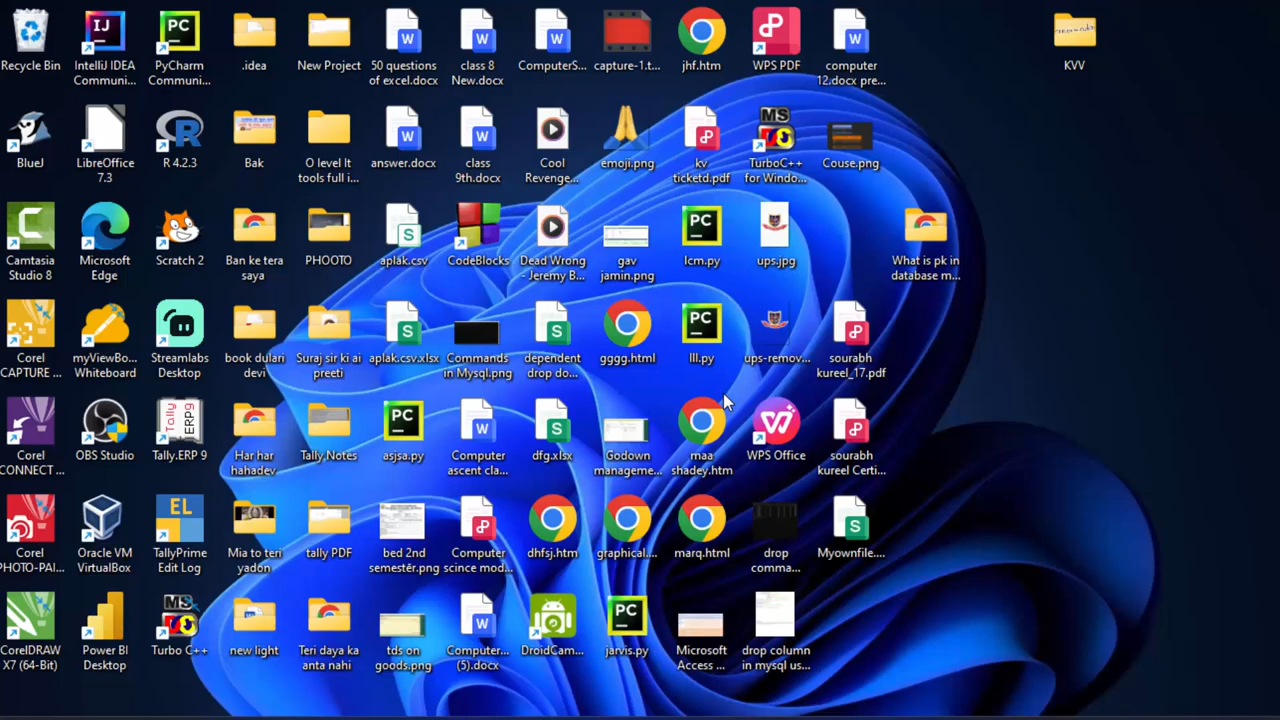 Recycle Bin
IntelliJ IDEA
Communi...
PyCharm
Communi...
.idea
New Project
50 questions
of excel.docx
class 8
New.docx
ComputerS...
capture-1.t...
jhf.htm
WPS PDF
computer
12.docx pre...
KVV
BlueJ
LibreOffice
7.3
R 4.2.3
Bak
O level It
tools full i...
answer.docx
class
9th.docx
Cool
Revenge...
emoji.png
kv
ticketd.pdf
TurboC++
for Windo...
Couse.png
Camtasia
Studio 8
Microsoft
Edge
Scratch 2
Ban ke tera
saya
PHOOTO
aplak.csv
CodeBlocks
Dead Wrong
- Jeremy B...
gav
jamin.png
lcm.py
ups.jpg
What is pk in
database m...
Corel
CAPTURE ...
myViewBo...
Whiteboard
Streamlabs
Desktop
book dulari
devi
Suraj sir ki ai
preeti
aplak.csv.xlsx
Commands
in Mysql.png
dependent
drop do...
gggg.html
lll.py
ups-remov...
sourabh
kureel_17.pdf
Corel
CONNECT ...
OBS Studio
Tally.ERP 9
Har har
hahadev...
Tally Notes
asjsa.py
Computer
ascent cla...
dfg.xlsx
Godown
manageme...
maa
shadey.htm
WPS Office
sourabh
kureel Certi...
Corel
PHOTO-PAI...
Oracle VM
VirtualBox
TallyPrime
Edit Log
Mia to teri
yadon
tally PDF
bed 2nd
semestër.png
Computer
scince mod...
dhfsj.htm
graphical....
marq.html
drop
comma...
Myownfile....
CorelDRAW
X7 (64-Bit)
Power BI
Desktop
Turbo C++
new light
Teri daya ka
anta nahi
tds on
goods.png
Computer...
(5).docx
DroidCam...
jarvis.py
Microsoft
Access ...
drop column
in mysql us...